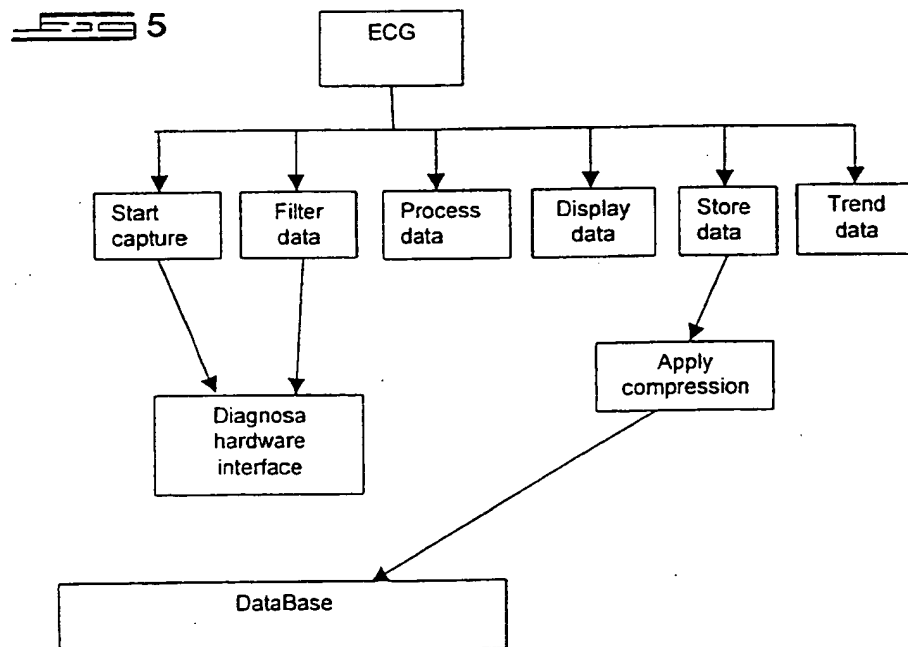 5
ECG
Start
capture
Filter
data
Process
data
Display
data
Store
data
Trend
data
Apply
compression
Diagnosa
hardware
interface
DataBase